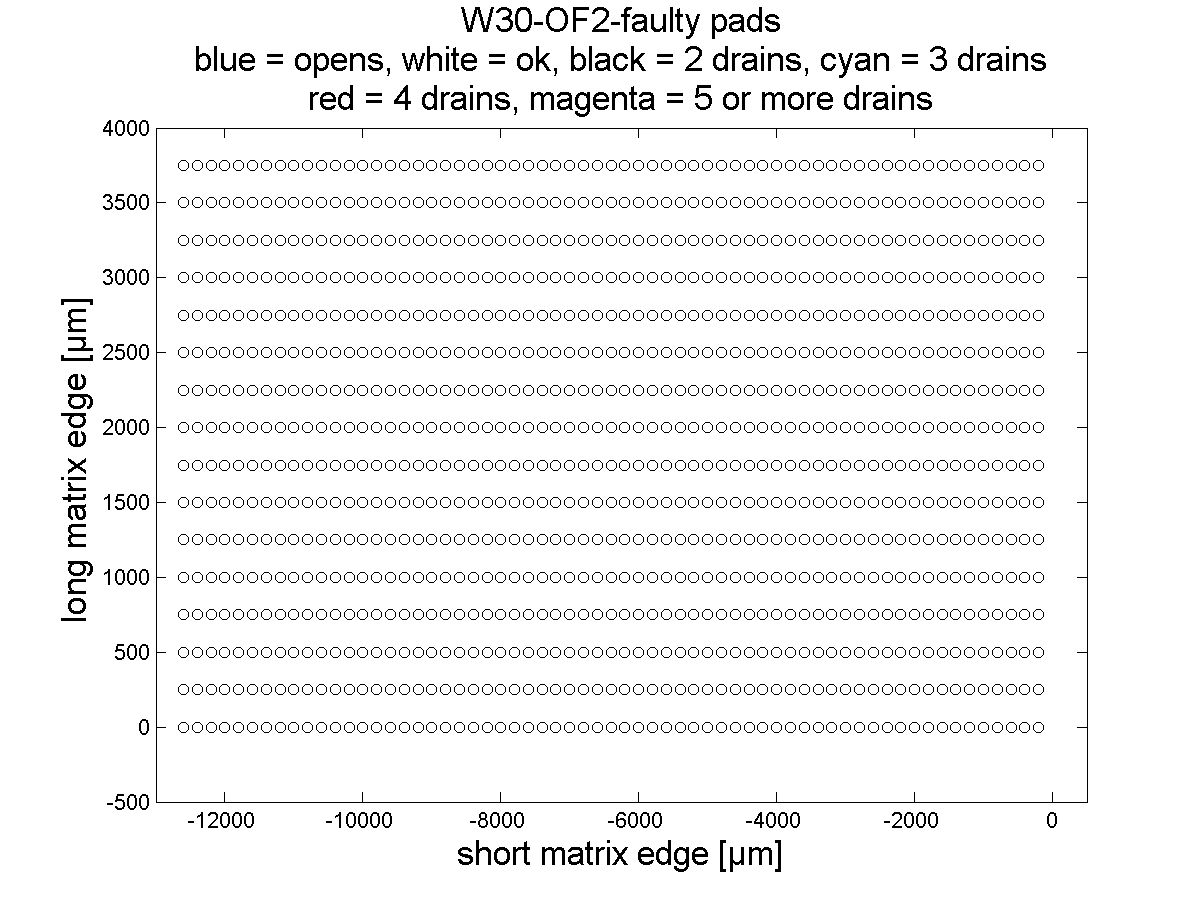 W30-OF2-faulty pads
blue = opens, white = ok, black = 2 drains, cyan = 3 drains
red = 4 drains, magenta = 5 or more drains
4000
3500
3000
2500
2000
1500
1000
500
0
-500
long matrix edge [µm]
-12000 -10000 -8000 -6000 -4000 -2000 0
short matrix edge [µm]